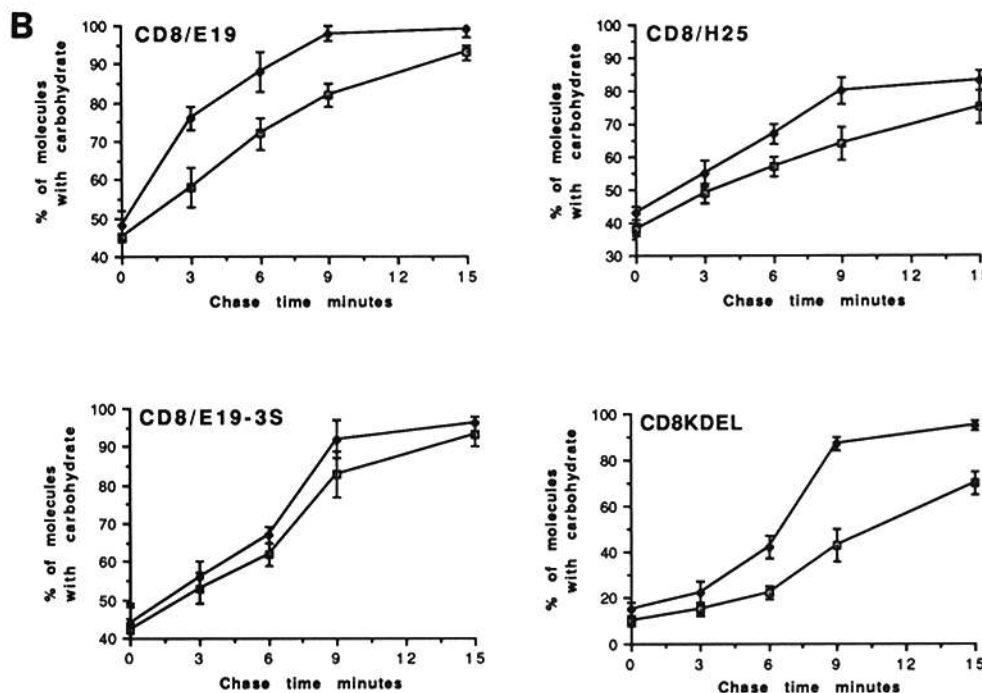 B
CD8/E19
% of molecules
with carbohydrate
100
90
80
70
60
50
40
0 3 6 9 12 15
Chase time minutes
CD8/H25
% of molecules
with carbohydrate
100
90
80
70
60
50
40
30
0 3 6 9 12 15
Chase time minutes
CD8/E19-3S
% of molecules
with carbohydrate
100
90
80
70
60
50
40
0 3 6 9 12 15
Chase time minutes
CD8KDEL
% of molecules
with carbohydrate
100
80
60
40
20
0
0 3 6 9 12 15
Chase time minutes